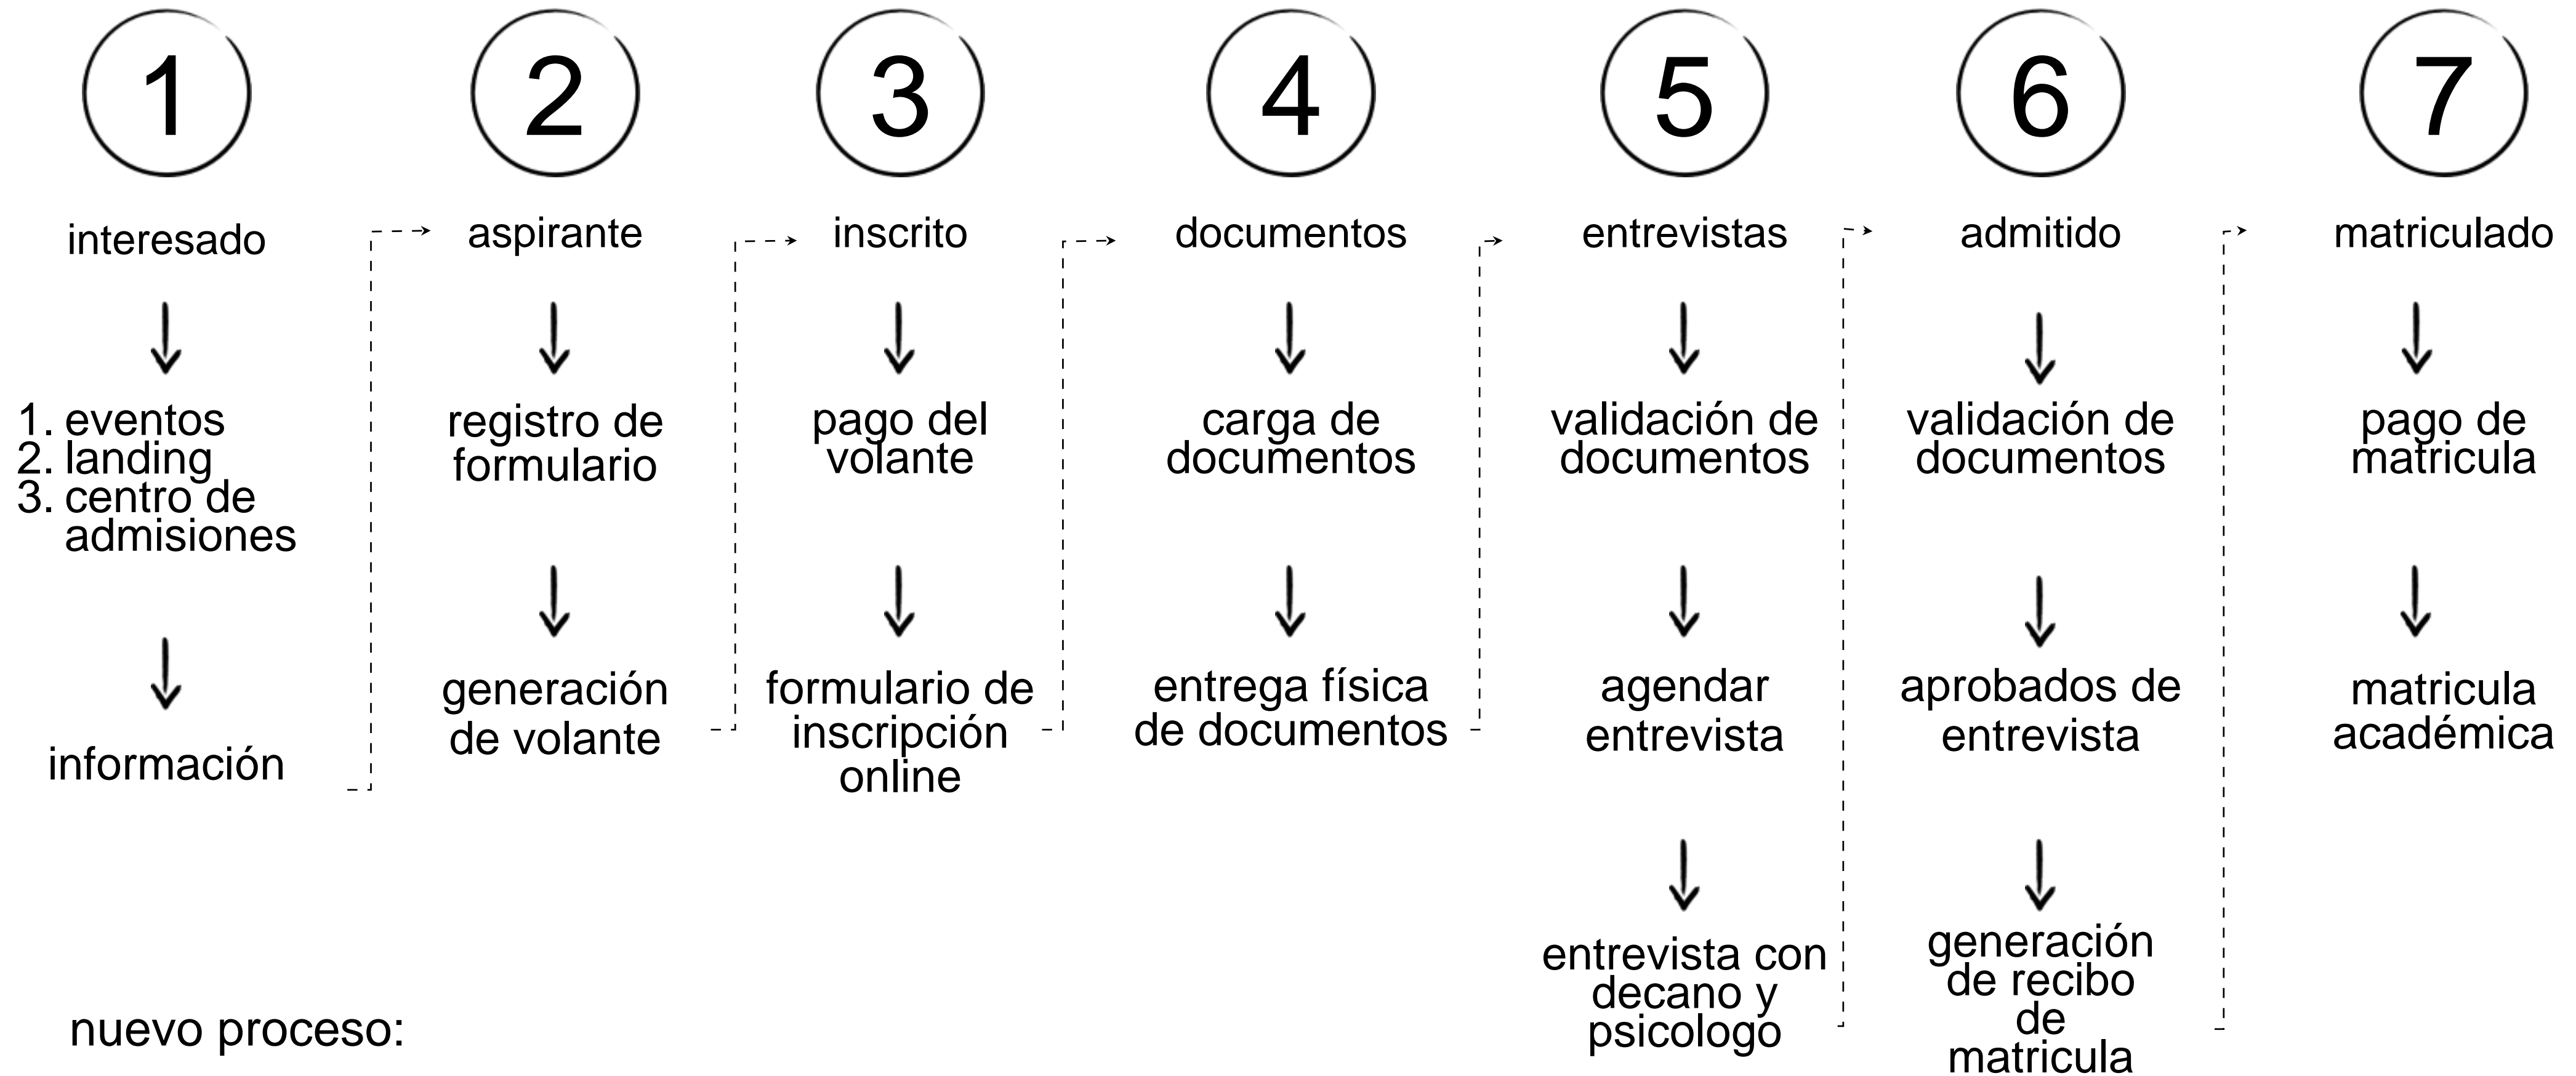 1
interesado
1. eventos
2. landing
3. centro de
admisiones
información
2
aspirante
registro de
formulario
generación
de volante
3
inscrito
pago del
volante
formulario de
inscripción
online
4
documentos
carga de
documentos
entrega física
de documentos
5
entrevistas
validación de
documentos
agendar
entrevista
entrevista con
decano y
psicologo
6
admitido
validación de
documentos
aprobados de
entrevista
generación
de recibo
de
matricula
7
matriculado
pago de
matricula
matricula
académica
nuevo proceso: